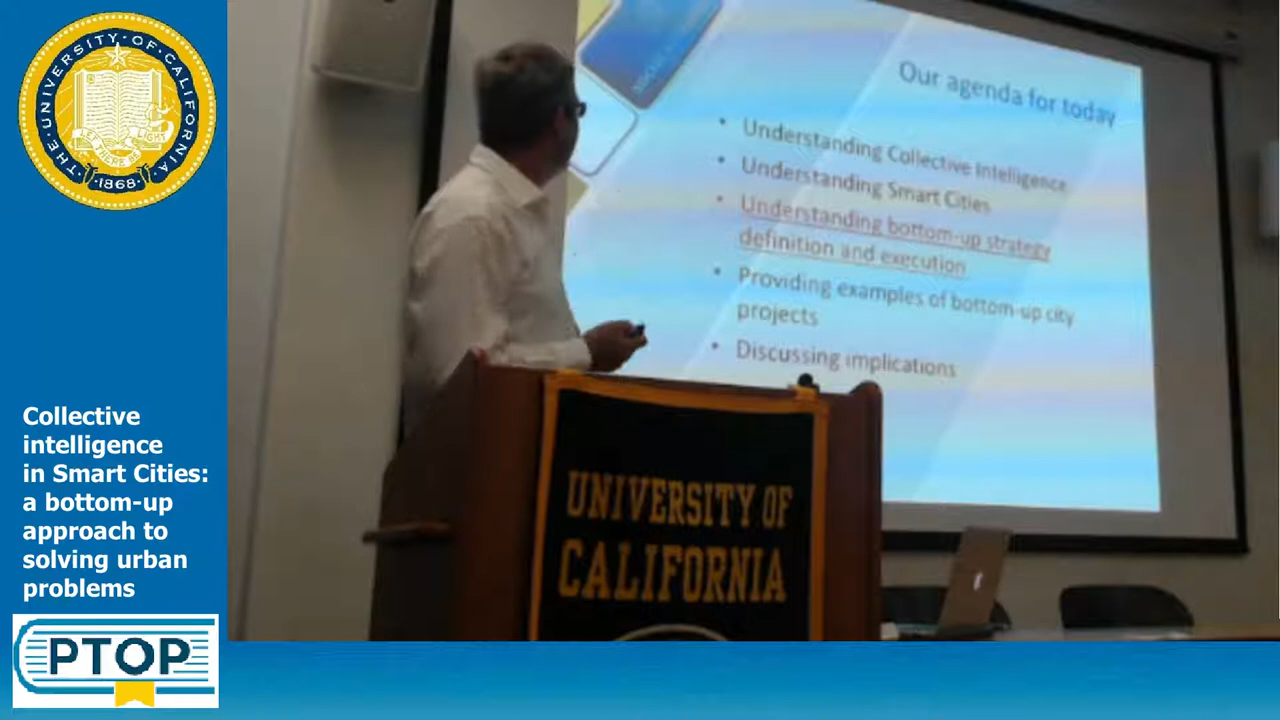 THE UNIVERSITY OF CALIFORNIA
LET THERE BE LIGHT
·1868·
Collective
intelligence
in Smart Cities:
a bottom-up
approach to
solving urban
problems
PTOP
Our agenda for today
• Understanding Collective Intelligence
• Understanding Smart Cities
• Understanding bottom-up strategy
definition and execution
• Providing examples of bottom-up city
projects
• Discussing implications
UNIVERSITY OF
CALIFORNIA